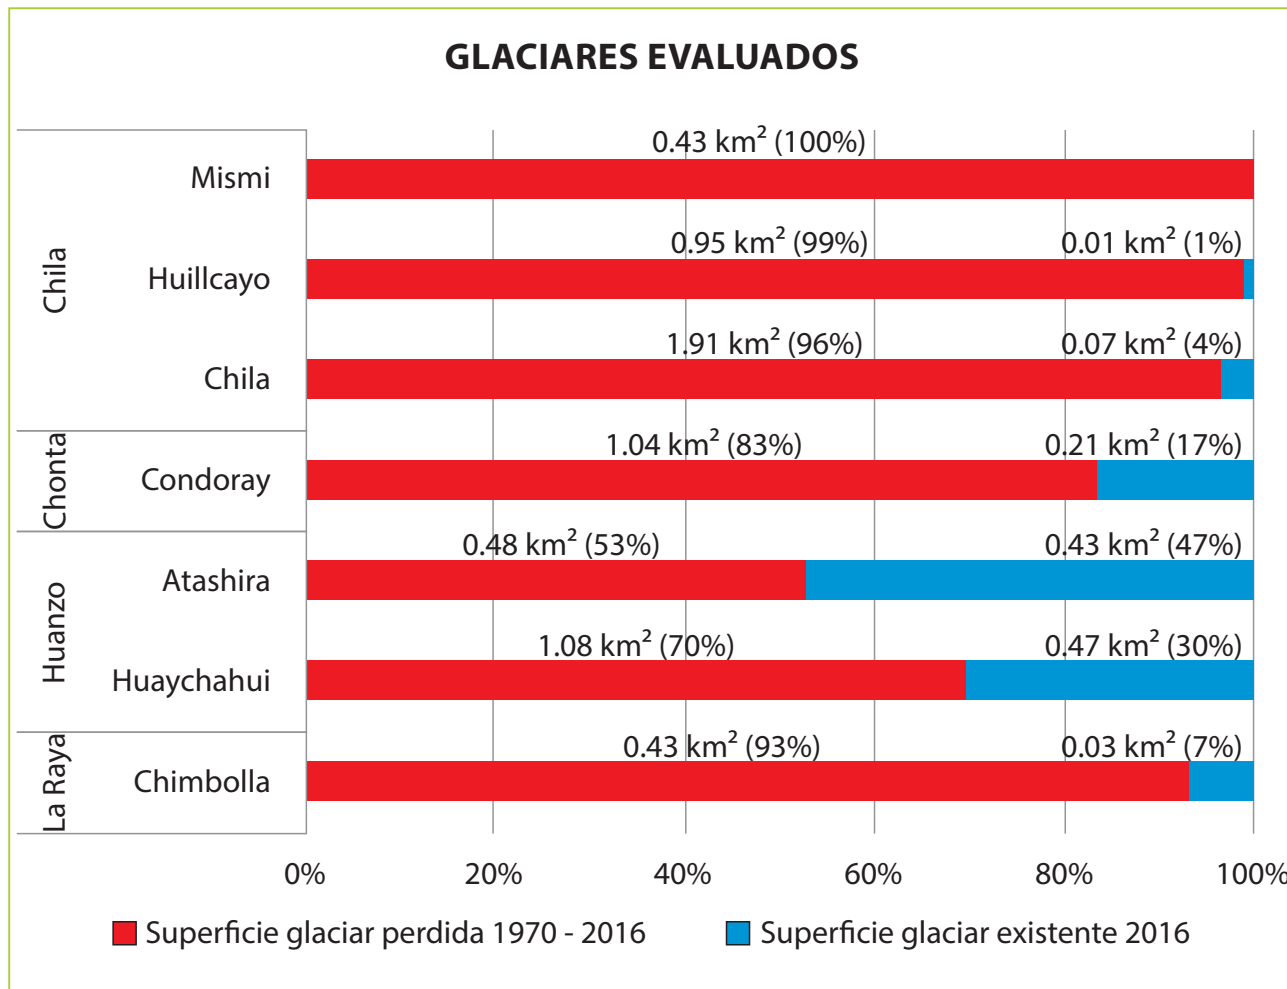 GLACIARES EVALUADOS
Chila
Mismi
0.43 km² (100%)
Huillcayo
0.95 km² (99%)
0.01 km² (1%)
Chila
1.91 km² (96%)
0.07 km² (4%)
Chonta
Condoray
1.04 km² (83%)
0.21 km² (17%)
Huanzo
Atashira
0.48 km² (53%)
0.43 km² (47%)
Huaychahui
1.08 km² (70%)
0.47 km² (30%)
La Raya
Chimbolla
0.43 km² (93%)
0.03 km² (7%)
0% 20% 40% 60% 80% 100%
Superficie glaciar perdida 1970 - 2016
Superficie glaciar existente 2016